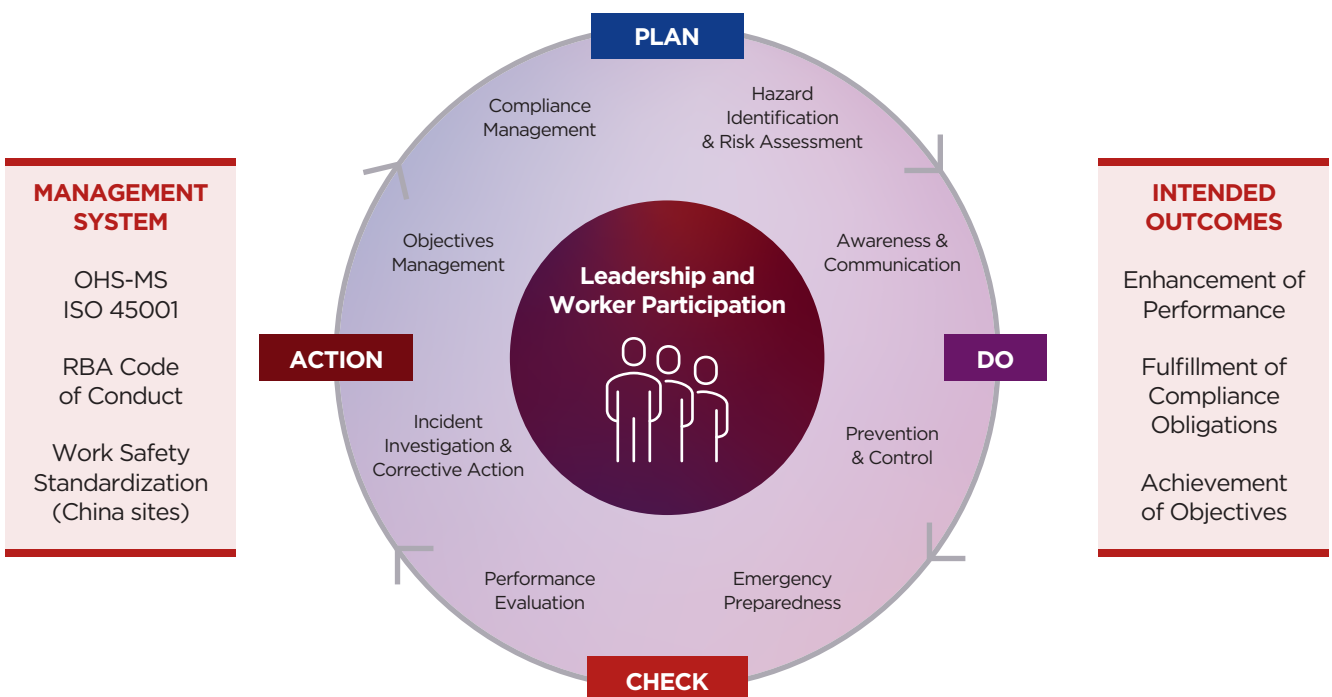 PLAN
Compliance
Management
Hazard
Identification
& Risk Assessment
MANAGEMENT
SYSTEM
OHS-MS
ISO 45001
RBA Code
of Conduct
Work Safety
Standardization
(China sites)
Objectives
Management
Leadership and
Worker Participation
Awareness &
Communication
ACTION
DO
Incident
Investigation &
Corrective Action
Prevention
& Control
Performance
Evaluation
Emergency
Preparedness
CHECK
INTENDED
OUTCOMES
Enhancement of
Performance
Fulfillment of
Compliance
Obligations
Achievement
of Objectives